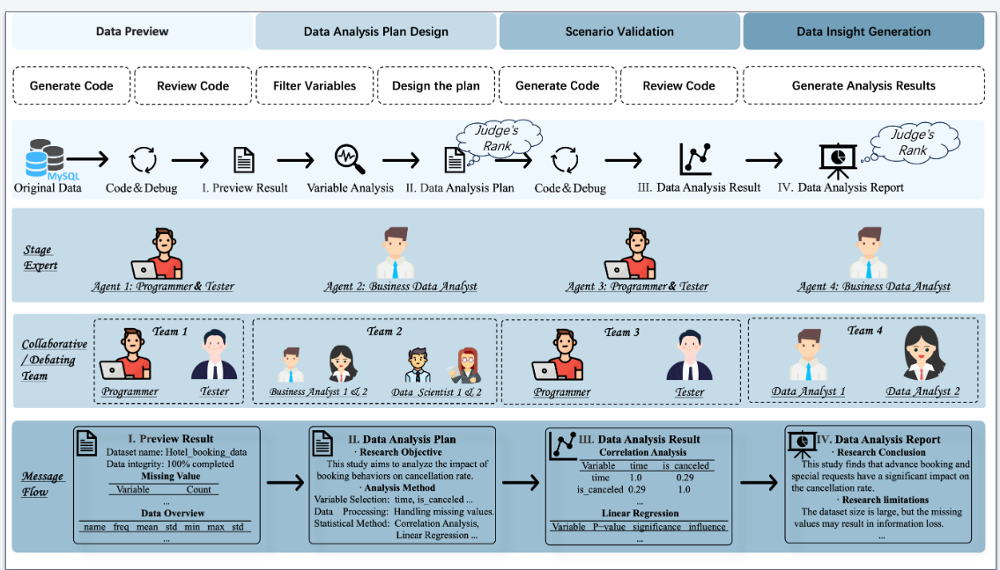 Data Preview
Data Analysis Plan Design
Scenario Validation
Data Insight Generation
Generate Code
Review Code
Filter Variables
Design the plan
Generate Code
Review Code
Generate Analysis Results
Judge's
Rank
Judge's
Rank
MySQL
Original Data
Code & Debug
I. Preview Result
Variable Analysis
II. Data Analysis Plan
Code & Debug
III. Data Analysis Result
IV. Data Analysis Report
Stage
Expert
Agent 1: Programmer & Tester
Agent 2: Business Data Analyst
Agent 3: Programmer & Tester
Agent 4: Business Data Analyst
Collaborative
/ Debating
Team
Team 1
Programmer
Tester
Team 2
Business Analyst 1 & 2
Data Scientist 1 & 2
Team 3
Programmer
Tester
Team 4
Data Analyst 1
Data Analyst 2
Message
Flow
I. Preview Result
Dataset name: Hotel_booking_data
Data integrity: 100% completed
Missing Value
Variable Count
...
Data Overview
name freq mean std min max std
...
II. Data Analysis Plan
· Research Objective
This study aims to analyze the impact of
booking behaviors on cancellation rate.
· Analysis Method
Variable Selection: time, is_canceled ...
Data Processing: Handling missing values.
Statistical Method: Correlation Analysis,
Linear Regression ...
III. Data Analysis Result
Correlation Analysis
Variable time is canceled
time 1.0 0.29
is_canceled 0.29 1.0
...
Linear Regression
Variable P-value significance influence
...
IV. Data Analysis Report
· Research Conclusion
This study finds that advance booking and
special requests have a significant impact on
the cancellation rate.
· Research limitations
The dataset size is large, but the missing
values may result in information loss.
...